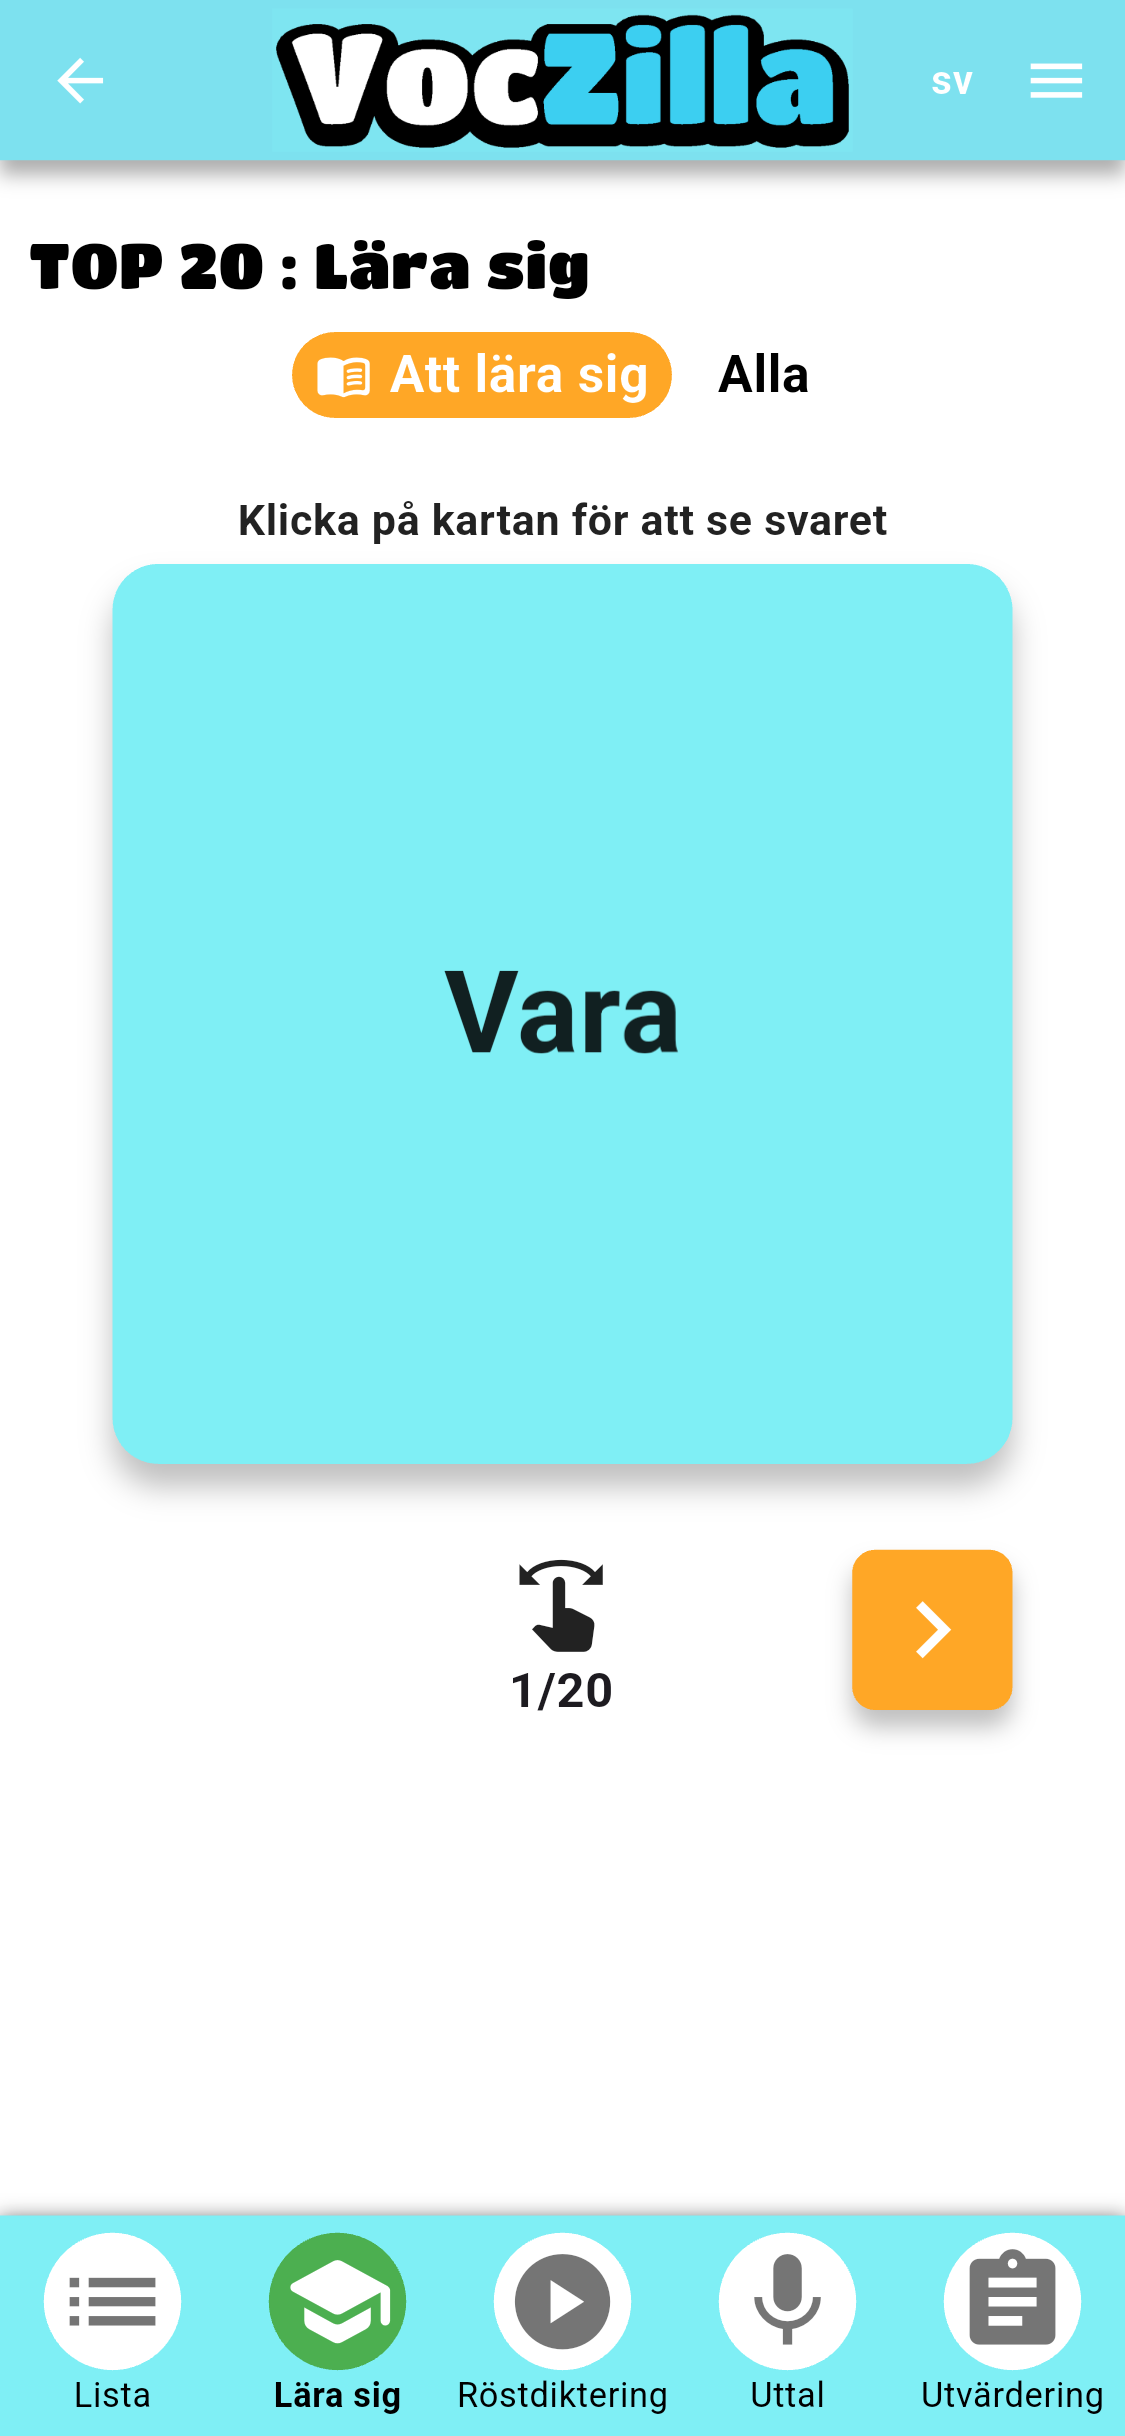 VocZilla
sv
TOP 20 : Lära sig
Att lära sig
Alla
Klicka på kartan för att se svaret
Vara
1/20
Lista
Lära sig
Röstdiktering
Uttal
Utvärdering